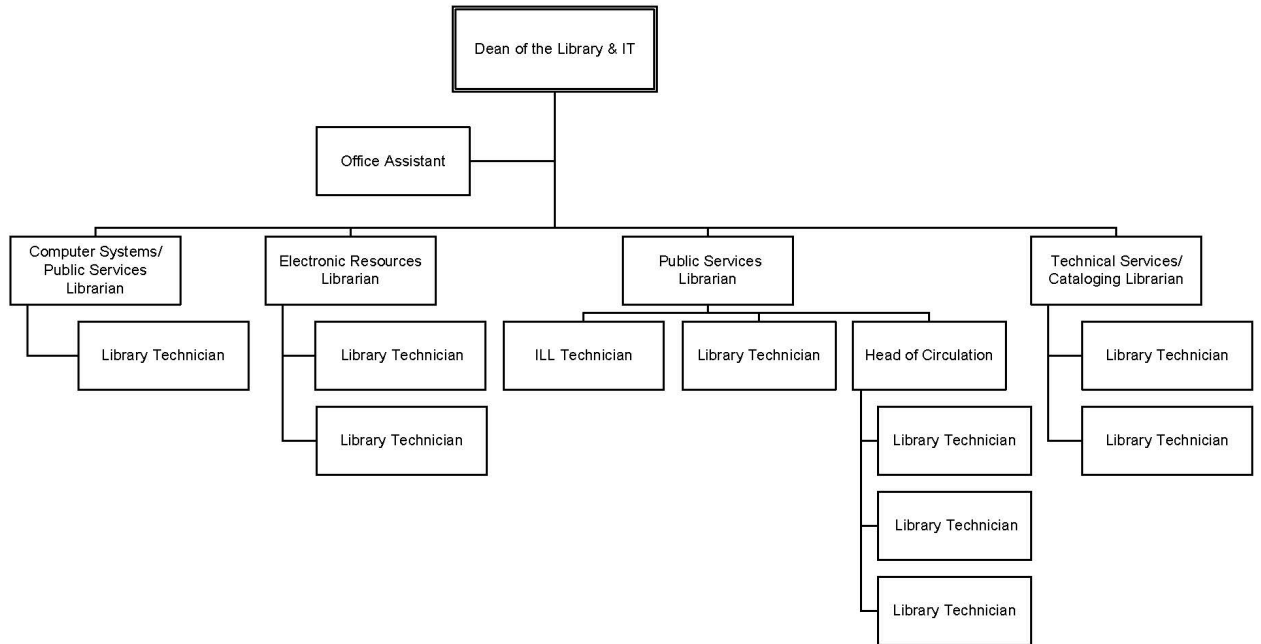 Dean of the Library & IT
Office Assistant
Computer Systems/
Public Services
Librarian
Electronic Resources
Librarian
Public Services
Librarian
Technical Services/
Cataloging Librarian
Library Technician
Library Technician
ILL Technician
Library Technician
Head of Circulation
Library Technician
Library Technician
Library Technician
Library Technician
Library Technician
Library Technician